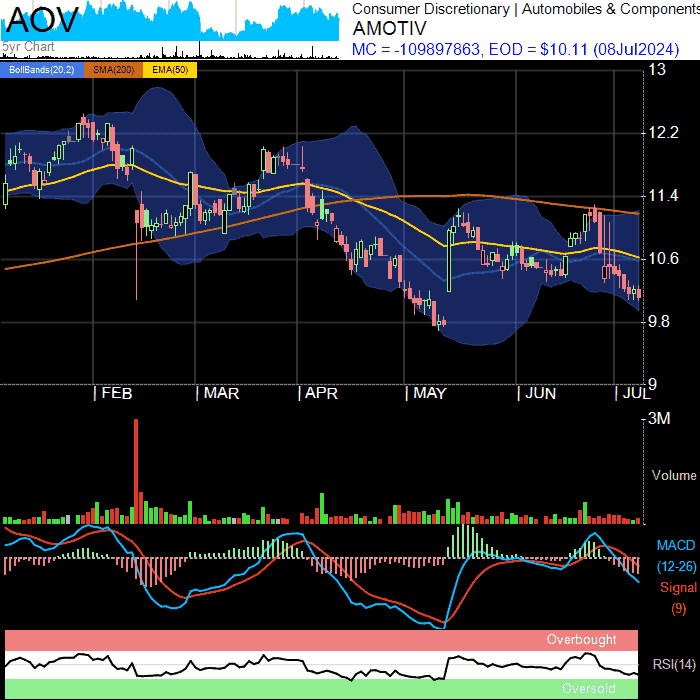 AOV
5yr Chart
Consumer Discretionary | Automobiles & Components
AMOTIV
MC = -109897863, EOD = $10.11 (08Jul2024)
BollBands(20,2) SMA(200) EMA(50)
13
12.2
11.4
10.6
9.8
9
| FEB | MAR | APR | MAY | JUN | JUL
3M
Volume
MACD
(12-26)
Signal
(9)
Overbought
RSI(14)
Oversold